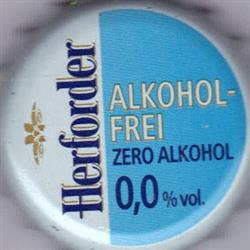 Herforder
ALKOHOL-
FREI
ZERO ALKOHOL
0,0 % vol.